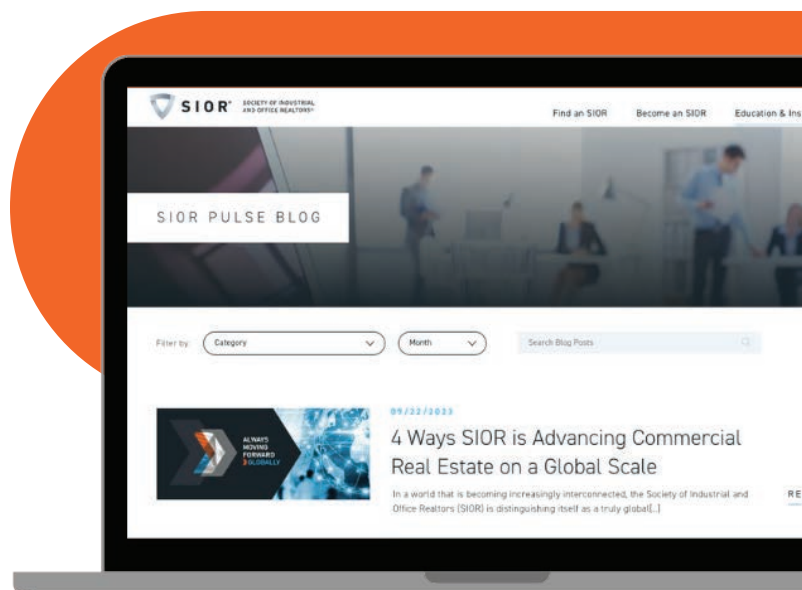 SIOR® SOCIETY OF INDUSTRIAL
AND OFFICE REALTORS®
Find an SIOR Become an SIOR Education & Ins
SIOR PULSE BLOG
Filter by Category Month Search Blog Posts
09/22/2023
4 Ways SIOR is Advancing Commercial
Real Estate on a Global Scale
ALWAYS
MOVING
FORWARD
GLOBALLY
In a world that is becoming increasingly interconnected, the Society of Industrial and
Office Realtors (SIOR) is distinguishing itself as a truly global[...]
RE